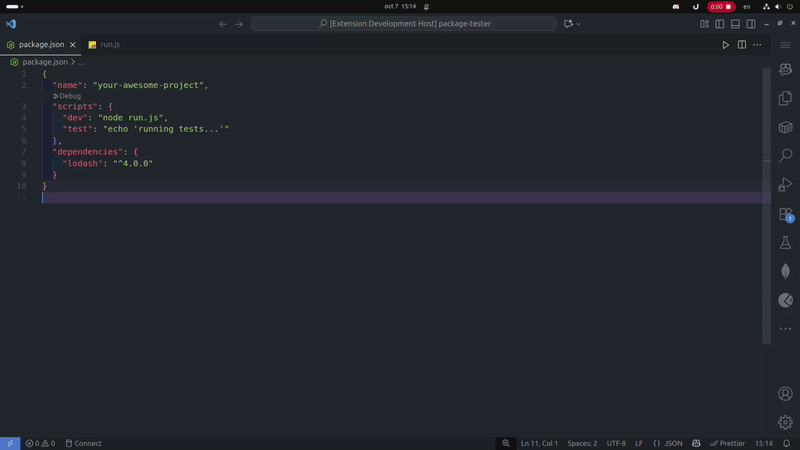 oct 7 15:14
0:00
en
[Extension Development Host] package-tester
package.json
run.js
package.json > ...
1 {
2 "name": "your-awesome-project",
Debug
3 "scripts": {
4 "dev": "node run.js",
5 "test": "echo 'running tests...'"
6 },
7 "dependencies": {
8 "lodash": "^4.0.0"
9 }
10 }
11
1
0 0 Connect
Ln 11, Col 1 Spaces: 2 UTF-8 LF { } JSON Prettier 15:14